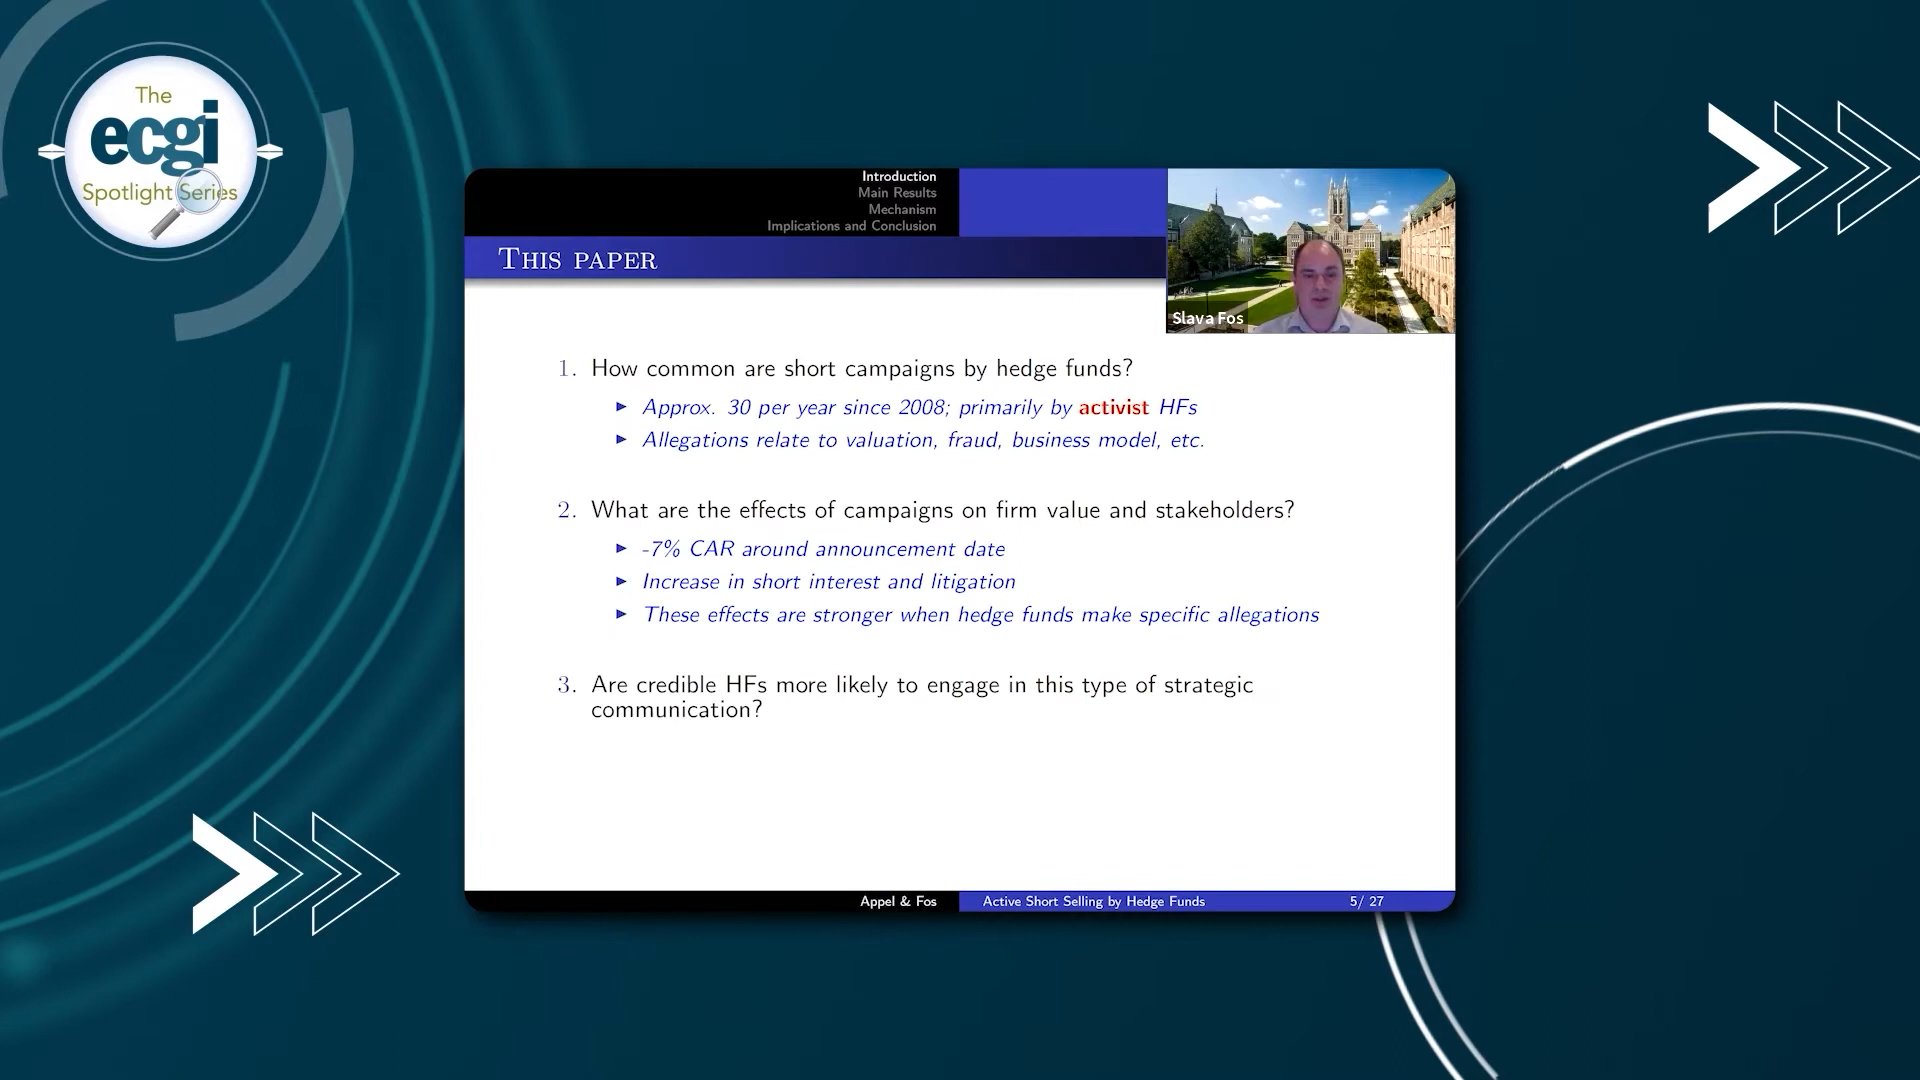 The
ecgi
Spotlight Series
Introduction
Main Results
Mechanism
Implications and Conclusion
This paper
Slava Fos
1. How common are short campaigns by hedge funds?
► Approx. 30 per year since 2008; primarily by activist HFs
► Allegations relate to valuation, fraud, business model, etc.
2. What are the effects of campaigns on firm value and stakeholders?
► -7% CAR around announcement date
► Increase in short interest and litigation
► These effects are stronger when hedge funds make specific allegations
3. Are credible HFs more likely to engage in this type of strategic
communication?
Appel & Fos Active Short Selling by Hedge Funds 5/ 27